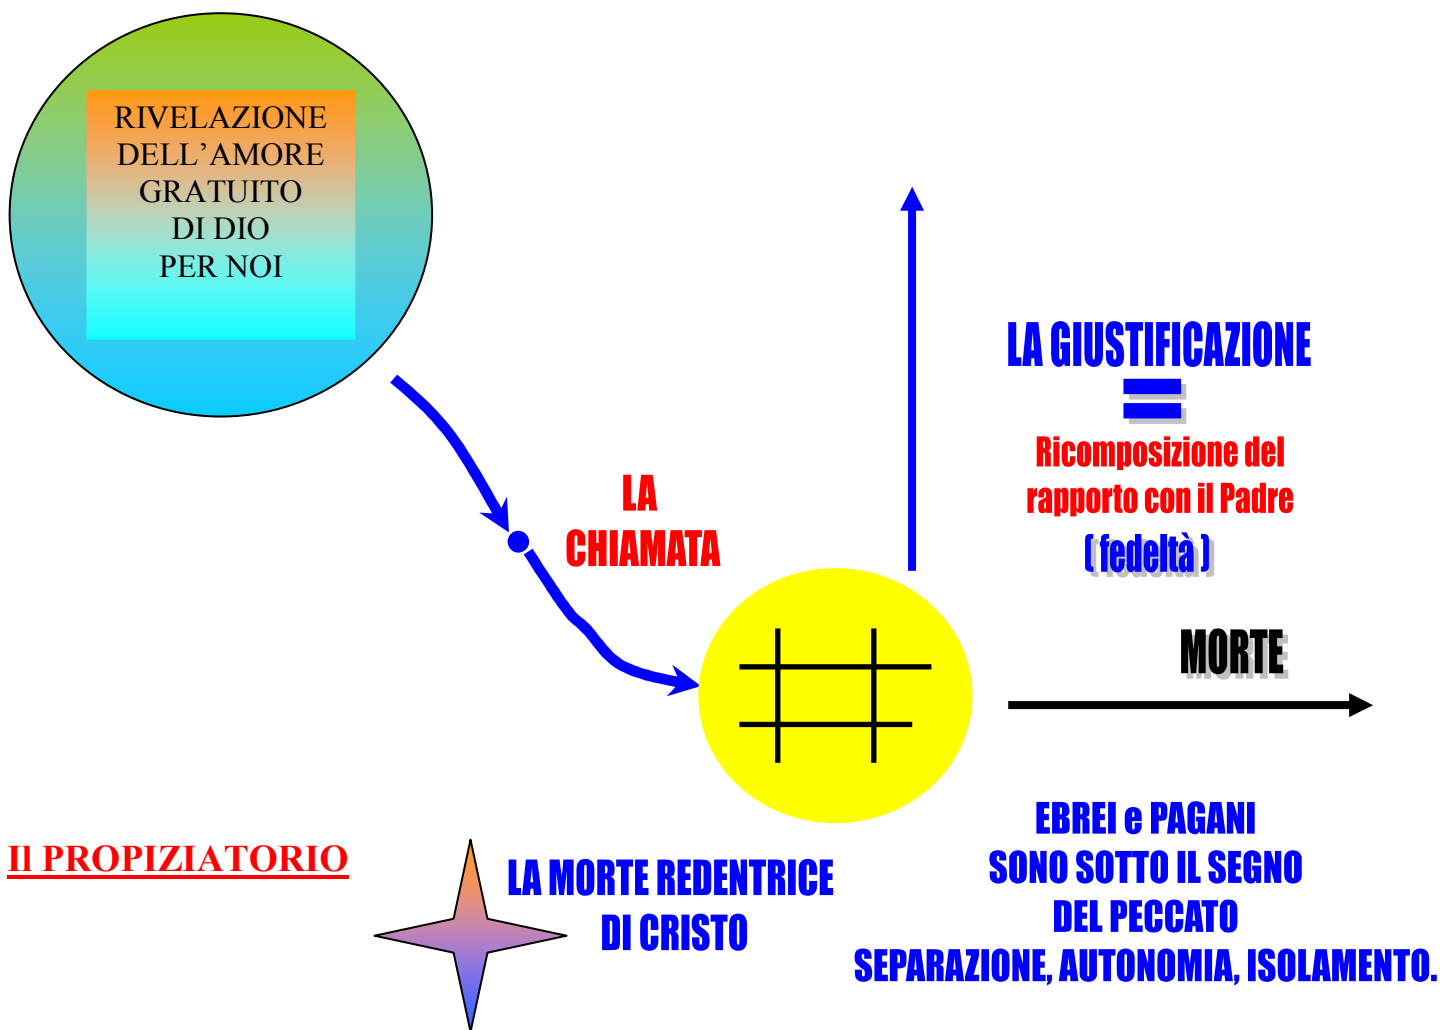 RIVELAZIONE
DELL’AMORE
GRATUITO
DI DIO
PER NOI
LA GIUSTIFICAZIONE
=
Ricomposizione del
rapporto con il Padre
( fedeltà )
LA
CHIAMATA
MORTE
EBREI e PAGANI
SONO SOTTO IL SEGNO
DEL PECCATO
SEPARAZIONE, AUTONOMIA, ISOLAMENTO.
Il PROPIZIATORIO
LA MORTE REDENTRICE
DI CRISTO